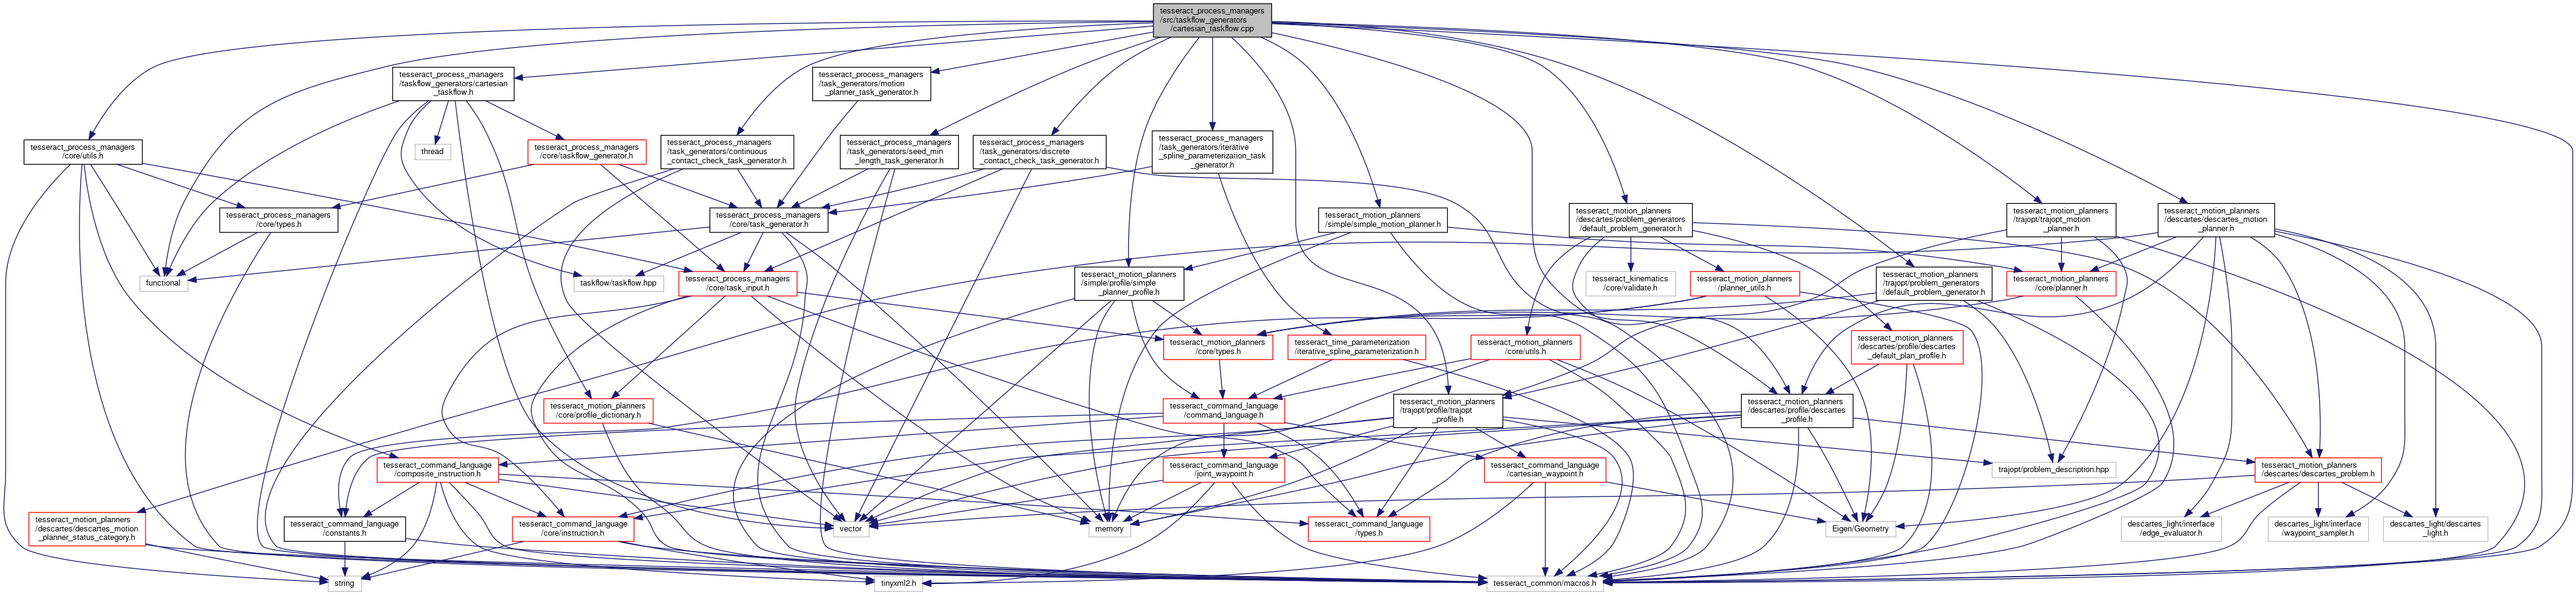 tesseract_process_managers
/src/taskflow_generators
/cartesian_taskflow.cpp
tesseract_process_managers
/taskflow_generators/cartesian
_taskflow.h
tesseract_process_managers
/task_generators/motion
_planner_task_generator.h
tesseract_process_managers
/core/utils.h
thread
tesseract_process_managers
/core/taskflow_generator.h
tesseract_process_managers
/task_generators/continuous
_contact_check_task_generator.h
tesseract_process_managers
/task_generators/seed_min
_length_task_generator.h
tesseract_process_managers
/task_generators/discrete
_contact_check_task_generator.h
tesseract_process_managers
/task_generators/iterative
_spline_parameterization_task
_generator.h
tesseract_process_managers
/core/types.h
tesseract_process_managers
/core/task_generator.h
tesseract_motion_planners
/simple/simple_motion_planner.h
tesseract_motion_planners
/descartes/problem_generators
/default_problem_generator.h
tesseract_motion_planners
/trajopt/trajopt_motion
_planner.h
tesseract_motion_planners
/descartes/descartes_motion
_planner.h
functional
taskflow/taskflow.hpp
tesseract_process_managers
/core/task_input.h
tesseract_motion_planners
/simple/profile/simple
_planner_profile.h
tesseract_kinematics
/core/validate.h
tesseract_motion_planners
/planner_utils.h
tesseract_motion_planners
/trajopt/problem_generators
/default_problem_generator.h
tesseract_motion_planners
/core/planner.h
tesseract_motion_planners
/core/types.h
tesseract_time_parameterization
/iterative_spline_parameterization.h
tesseract_motion_planners
/core/utils.h
tesseract_motion_planners
/descartes/profile/descartes
_default_plan_profile.h
tesseract_motion_planners
/core/profile_dictionary.h
tesseract_command_language
/command_language.h
tesseract_motion_planners
/trajopt/profile/trajopt
_profile.h
tesseract_motion_planners
/descartes/profile/descartes
_profile.h
tesseract_command_language
/composite_instruction.h
tesseract_command_language
/joint_waypoint.h
tesseract_command_language
/cartesian_waypoint.h
trajopt/problem_description.hpp
tesseract_motion_planners
/descartes/descartes_problem.h
tesseract_motion_planners
/descartes/descartes_motion
_planner_status_category.h
tesseract_command_language
/constants.h
tesseract_command_language
/core/instruction.h
vector
memory
tesseract_command_language
/types.h
Eigen/Geometry
descartes_light/interface
/edge_evaluator.h
descartes_light/interface
/waypoint_sampler.h
descartes_light/descartes
_light.h
string
tinyxml2.h
tesseract_common/macros.h